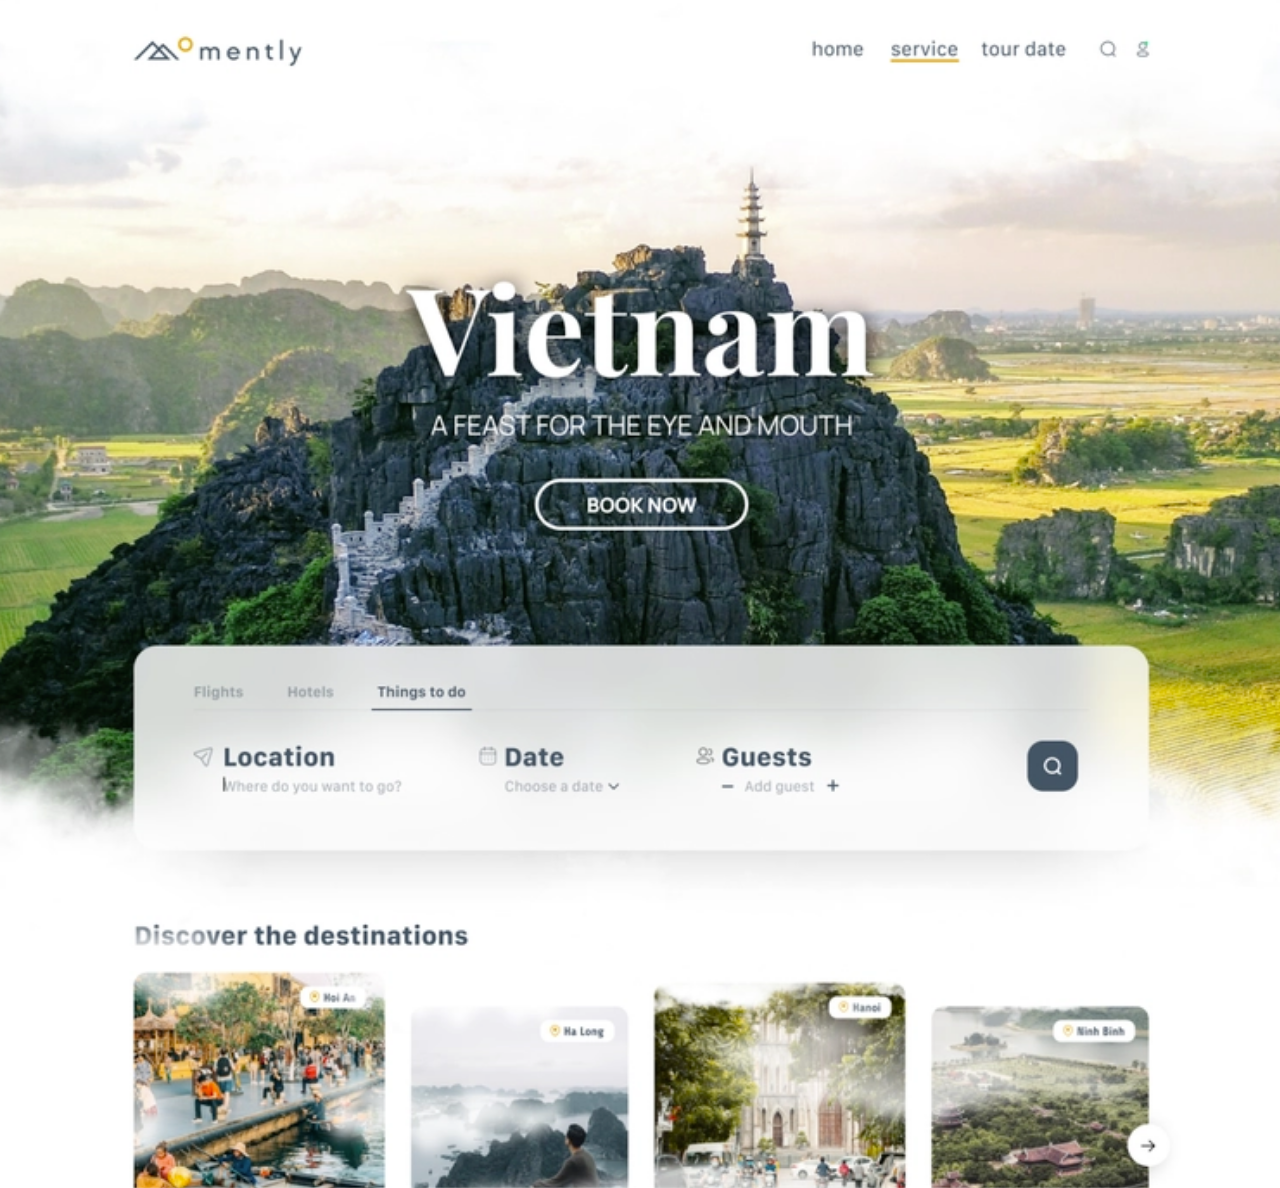 mently
home service tour date
Vietnam
A FEAST FOR THE EYE AND MOUTH
BOOK NOW
Flights Hotels Things to do
Location Date Guests
Where do you want to go? Choose a date Add guest
Discover the destinations
Hoi An
Ha Long
Hanoi
Ninh Binh